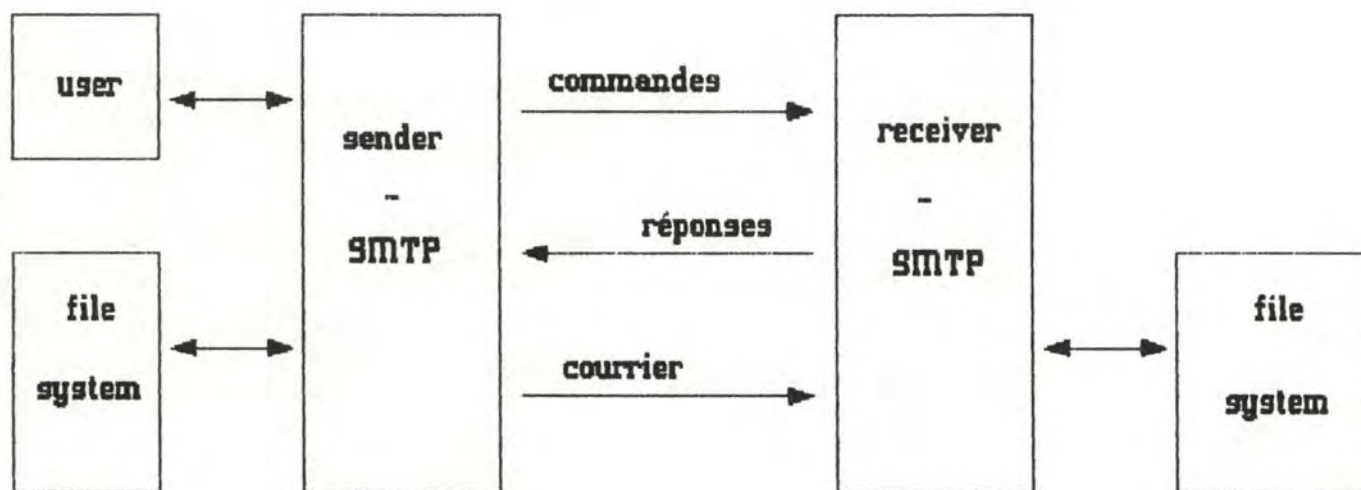 user
file
system
sender
-
SMTP
commandes
réponses
courrier
receiver
-
SMTP
file
system